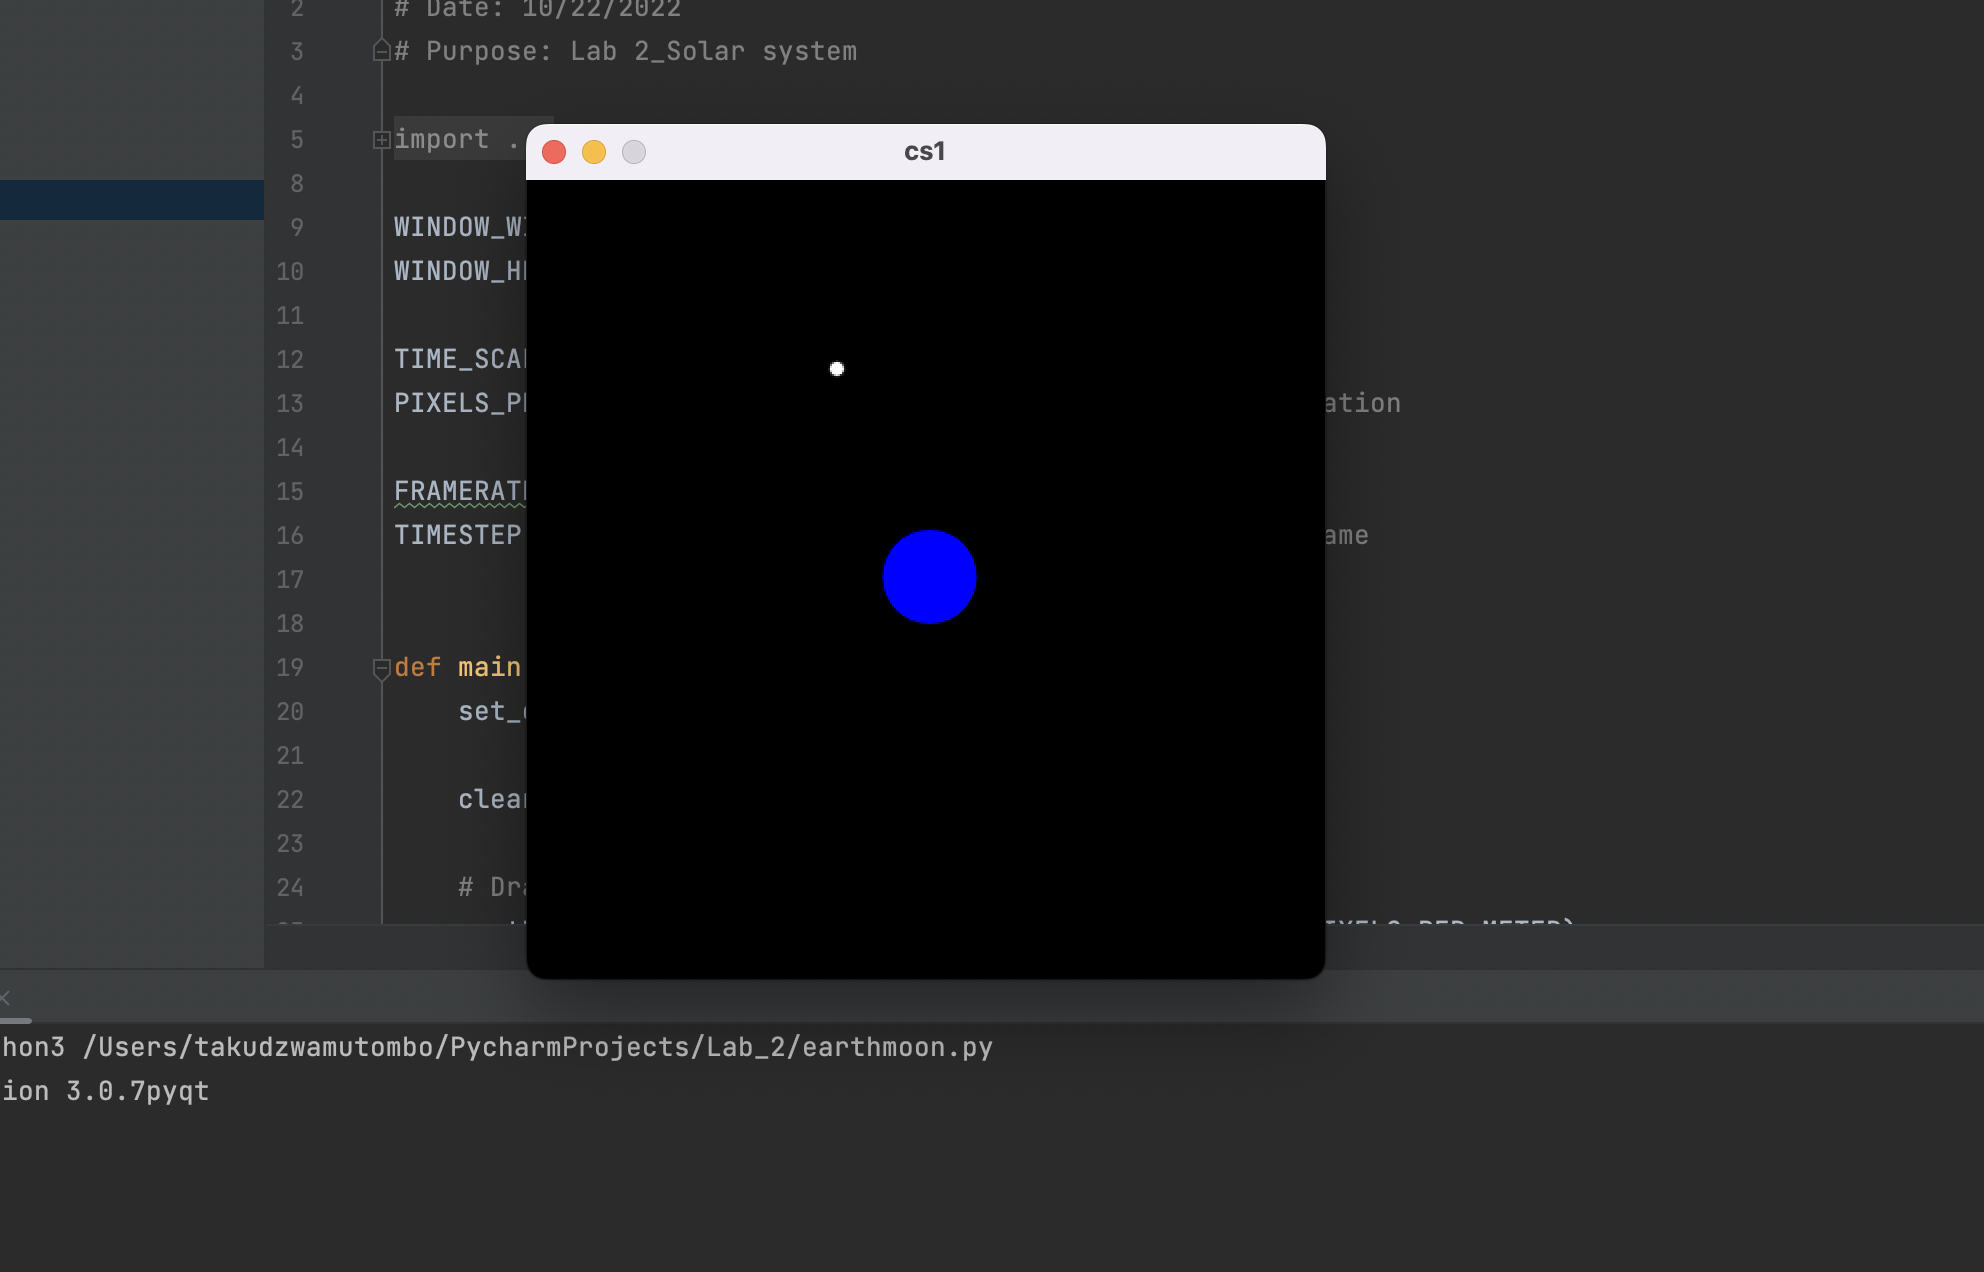 2 # Date: 10/22/2022
3 # Purpose: Lab 2_Solar system
4
5 import .
cs1
8
9 WINDOW_W
10 WINDOW_H
11
12 TIME_SCA
13 PIXELS_P ation
14
15 FRAMERAT
16 TIMESTEP ame
17
18
19 def main
20 set_
21
22 clea
23
24 # Dr
hon3 /Users/takudzwamutombo/PycharmProjects/Lab_2/earthmoon.py
ion 3.0.7pyqt